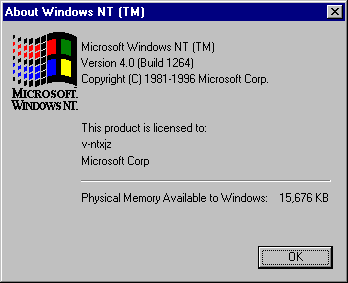 About Windows NT (TM)
Microsoft Windows NT (TM)
Version 4.0 (Build 1264)
Copyright (C) 1981-1996 Microsoft Corp.
MICROSOFT.
WINDOWS NT.
This product is licensed to:
v-ntxjz
Microsoft Corp
Physical Memory Available to Windows: 15,676 KB
OK